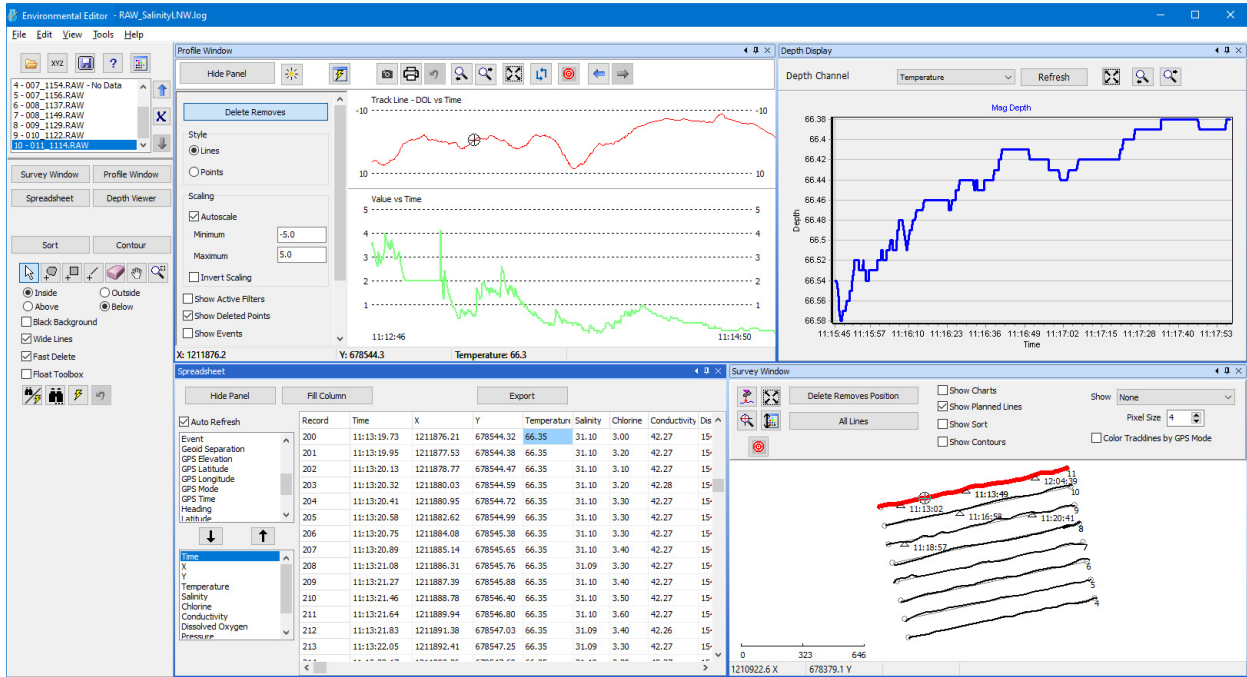 Environmental Editor - RAW_SalinityLNW.log
File Edit View Tools Help
XYZ
?
4 - 007_1154.RAW - No Data
5 - 007_1156.RAW
6 - 008_1137.RAW
7 - 008_1149.RAW
8 - 009_1129.RAW
9 - 010_1122.RAW
10 - 011_1114.RAW
Survey Window Profile Window
Spreadsheet Depth Viewer
Sort Contour
Inside Outside
Above Below
Black Background
Wide Lines
Fast Delete
Float Toolbox
Profile Window
Hide Panel
Delete Removes
Style
Lines
Points
Scaling
Autoscale
Minimum -5.0
Maximum 5.0
Invert Scaling
Show Active Filters
Show Deleted Points
Show Events
Track Line - DOL vs Time
-10 -10
10 10
Value vs Time
5 5
4 4
3 3
2 2
1 1
11:12:46 11:14:50
X: 1211876.2 Y: 678544.3 Temperature: 66.3
Depth Display
Depth Channel Temperature Refresh
Mag Depth
66.38
66.4
66.42
66.44
66.46
66.48
66.5
66.52
66.54
66.56
66.58
Depth
11:15:45 11:15:57 11:16:10 11:16:23 11:16:36 11:16:49 11:17:02 11:17:15 11:17:28 11:17:40 11:17:53
Time
Spreadsheet
Hide Panel Fill Column Export
Auto Refresh
Event
Geoid Separation
GPS Elevation
GPS Latitude
GPS Longitude
GPS Mode
GPS Time
Heading
Latitude
Time
X
Y
Temperature
Salinity
Chlorine
Conductivity
Dissolved Oxygen
Pressure
Record Time X Y Temperature Salinity Chlorine Conductivity Dis
200 11:13:19.73 1211876.21 678544.32 66.35 31.10 3.00 42.27 15
201 11:13:19.95 1211877.53 678544.38 66.35 31.10 3.20 42.27 15
202 11:13:20.13 1211878.77 678544.47 66.35 31.10 3.10 42.27 15
203 11:13:20.32 1211880.03 678544.59 66.35 31.10 3.20 42.28 15
204 11:13:20.41 1211880.95 678544.72 66.35 31.10 3.30 42.27 15
205 11:13:20.58 1211882.62 678544.99 66.35 31.10 3.30 42.27 15
206 11:13:20.75 1211884.08 678545.38 66.35 31.10 3.30 42.27 15
207 11:13:20.89 1211885.14 678545.65 66.35 31.10 3.40 42.27 15
208 11:13:21.08 1211886.31 678545.76 66.35 31.09 3.30 42.27 15
209 11:13:21.27 1211887.39 678545.88 66.35 31.10 3.40 42.27 15
210 11:13:21.46 1211888.78 678546.40 66.35 31.10 3.50 42.27 15
211 11:13:21.64 1211889.94 678546.80 66.35 31.10 3.60 42.27 15
212 11:13:21.83 1211891.38 678547.03 66.35 31.09 3.40 42.26 15
213 11:13:22.05 1211892.41 678547.25 66.35 31.09 3.30 42.27 15
Survey Window
Delete Removes Position
All Lines
Show Charts
Show Planned Lines
Show Sort
Show Contours
Show None
Pixel Size 4
Color Tracklines by GPS Mode
11
12:04:39
10
11:13:49
11:13:02
9
11:16:58
11:20:41
8
11:18:57
7
6
5
4
0 323 646
1210922.6 X 678379.1 Y